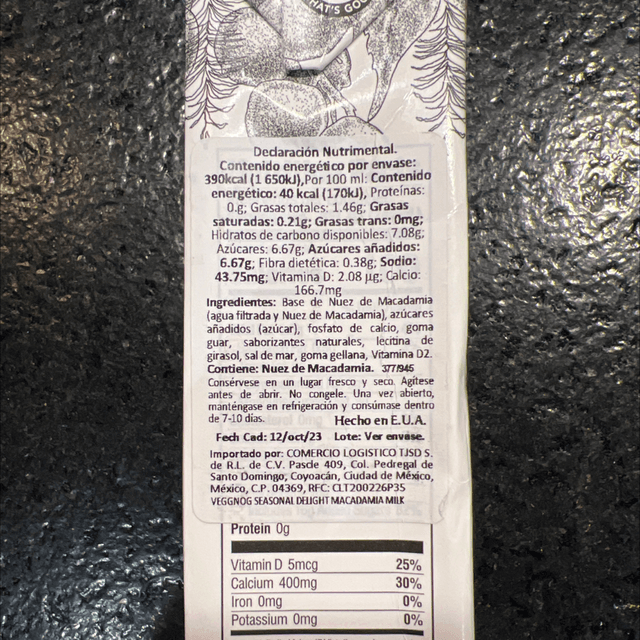 THAT'S GOO
Declaración Nutrimental.
Contenido energético por envase:
390kcal (1 650kJ),Por 100 ml: Contenido
energético: 40 kcal (170kJ), Proteínas:
0.g; Grasas totales: 1.46g; Grasas
saturadas: 0.21g; Grasas trans: 0mg;
Hidratos de carbono disponibles: 7.08g;
Azúcares: 6.67g; Azúcares añadidos:
6.67g; Fibra dietética: 0.38g; Sodio:
43.75mg; Vitamina D: 2.08 µg; Calcio:
166.7mg
Ingredientes: Base de Nuez de Macadamia
(agua filtrada y Nuez de Macadamia), azúcares
añadidos (azúcar), fosfato de calcio, goma
guar, saborizantes naturales, lecitina de
girasol, sal de mar, goma gellana, Vitamina D2.
Contiene: Nuez de Macadamia. 377/945
Consérvese en un lugar fresco y seco. Agítese
antes de abrir. No congele. Una vez abierto,
manténgase en refrigeración y consúmase dentro
de 7-10 días. Hecho en E.U.A.
Fech Cad: 12/oct/23 Lote: Ver envase.
Importado por: COMERCIO LOGISTICO TJSD S.
de R.L. de C.V. Pasde 409, Col. Pedregal de
Santo Domingo, Coyoacán, Ciudad de México,
México, C.P. 04369, RFC: CLT200226P35
VEGGNOG SEASONAL DELIGHT MACADAMIA MILK
Protein 0g
Vitamin D 5mcg 25%
Calcium 400mg 30%
Iron 0mg 0%
Potassium 0mg 0%